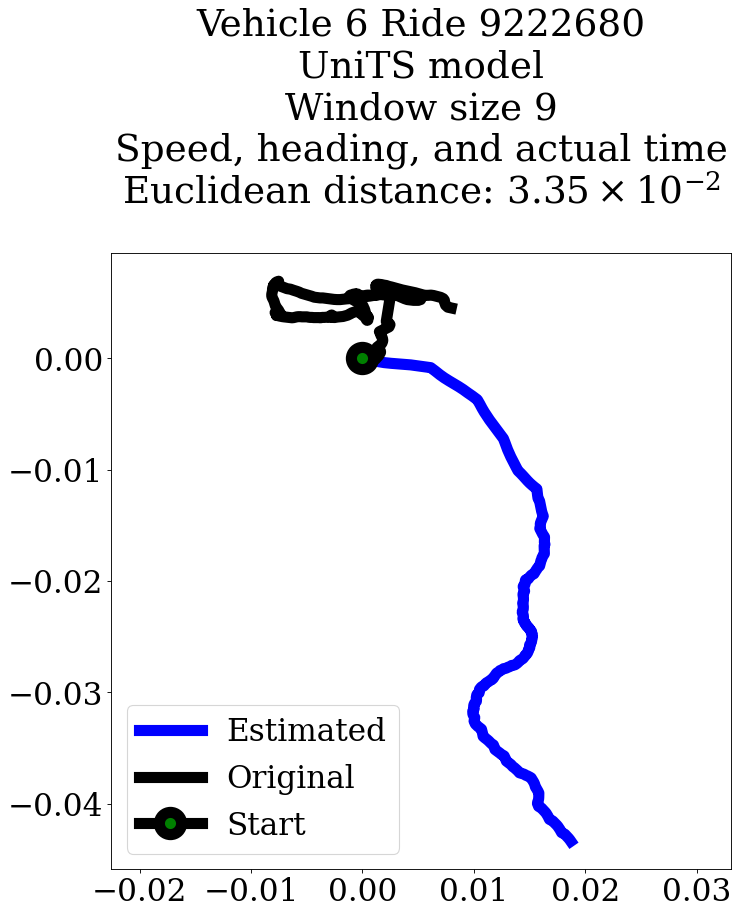 Vehicle 6 Ride 9222680
UniTS model
Window size 9
Speed, heading, and actual time
Euclidean distance: 3.35 × 10⁻²
0.00
−0.01
−0.02
−0.03
−0.04
Estimated
Original
Start
−0.02 −0.01 0.00 0.01 0.02 0.03